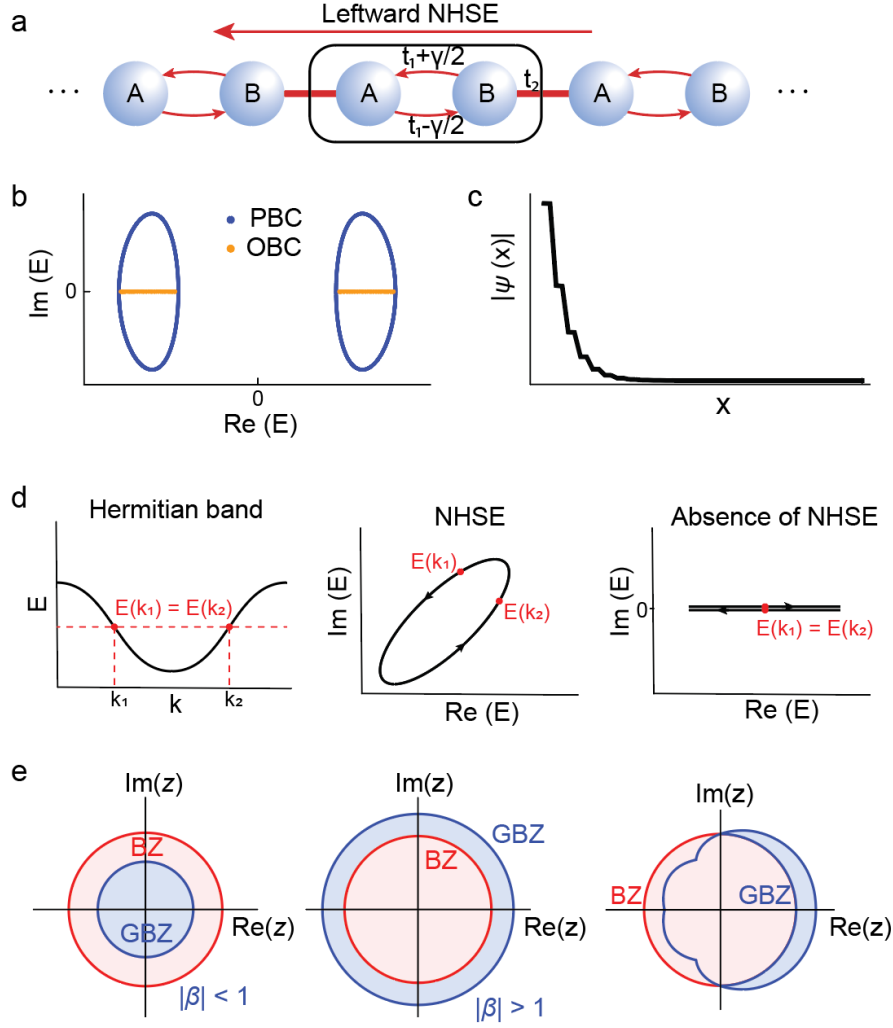 a
Leftward NHSE
t₁+γ/2
··· A B A B t₂ A B ···
t₁-γ/2
b
Im (E)
0
PBC
OBC
0
Re (E)
c
|ψ (x)|
x
d
Hermitian band
E
E(k₁) = E(k₂)
k₁ k k₂
NHSE
Im (E)
E(k₁)
E(k₂)
Re (E)
Absence of NHSE
Im (E)
0
E(k₁) = E(k₂)
Re (E)
e
Im(z)
BZ
GBZ
Re(z)
|β| < 1
Im(z)
GBZ
BZ
Re(z)
|β| > 1
Im(z)
BZ
GBZ
Re(z)